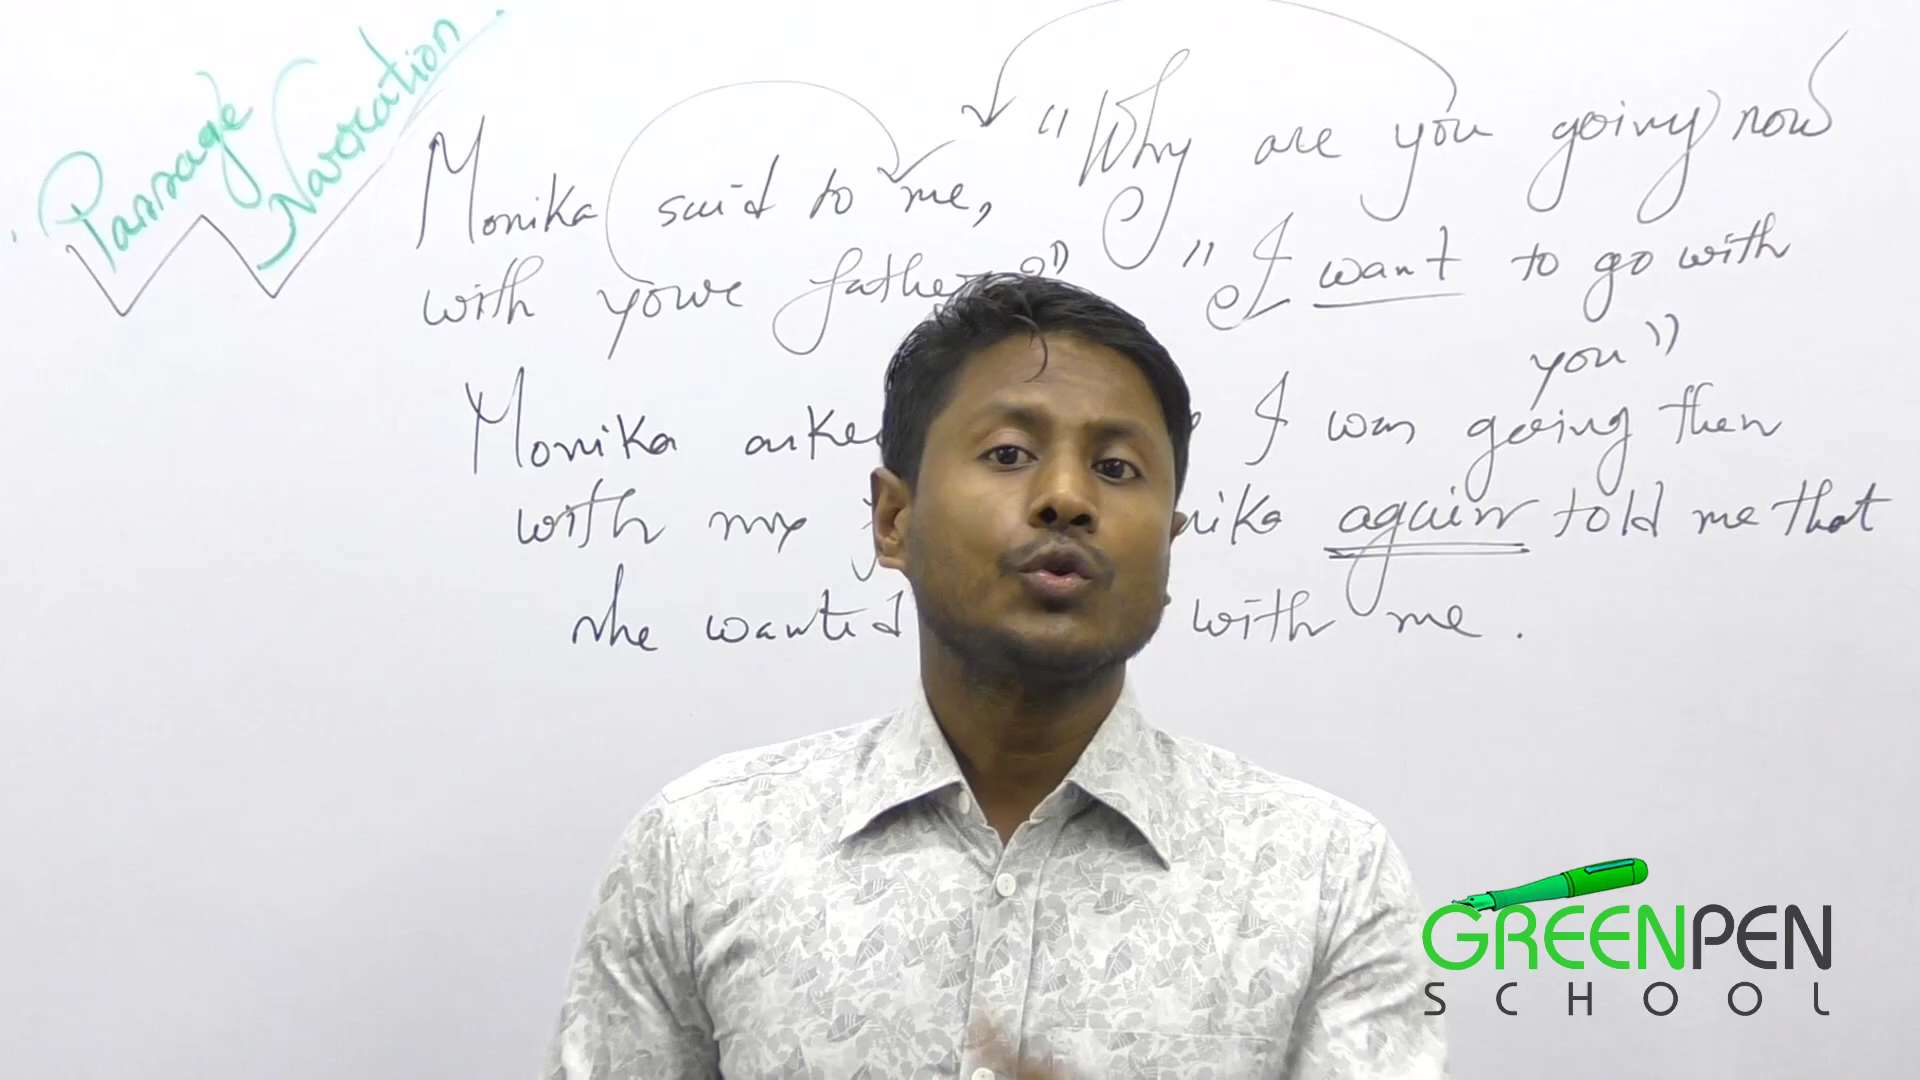 Passage
Narration
Monika said to me, "Why are you going now
with your father?" "I want to go with
you"
Monika asked I was going then
with my again told me that
she wanted with me.
GREENPEN
SCHOOL